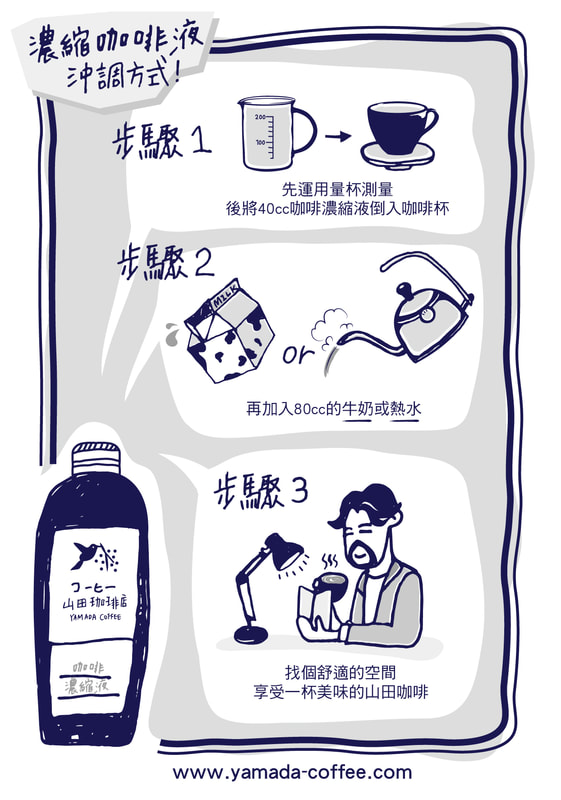 濃縮咖啡液
沖調方式!
步驟1
200
100
先運用量杯測量
後將40cc咖啡濃縮液倒入咖啡杯
步驟2
MILK
or
再加入80cc的牛奶或熱水
步驟3
コーヒー
山田珈琲店
YAMADA COFFEE
咖啡
濃縮液
找個舒適的空間
享受一杯美味的山田咖啡
www.yamada-coffee.com